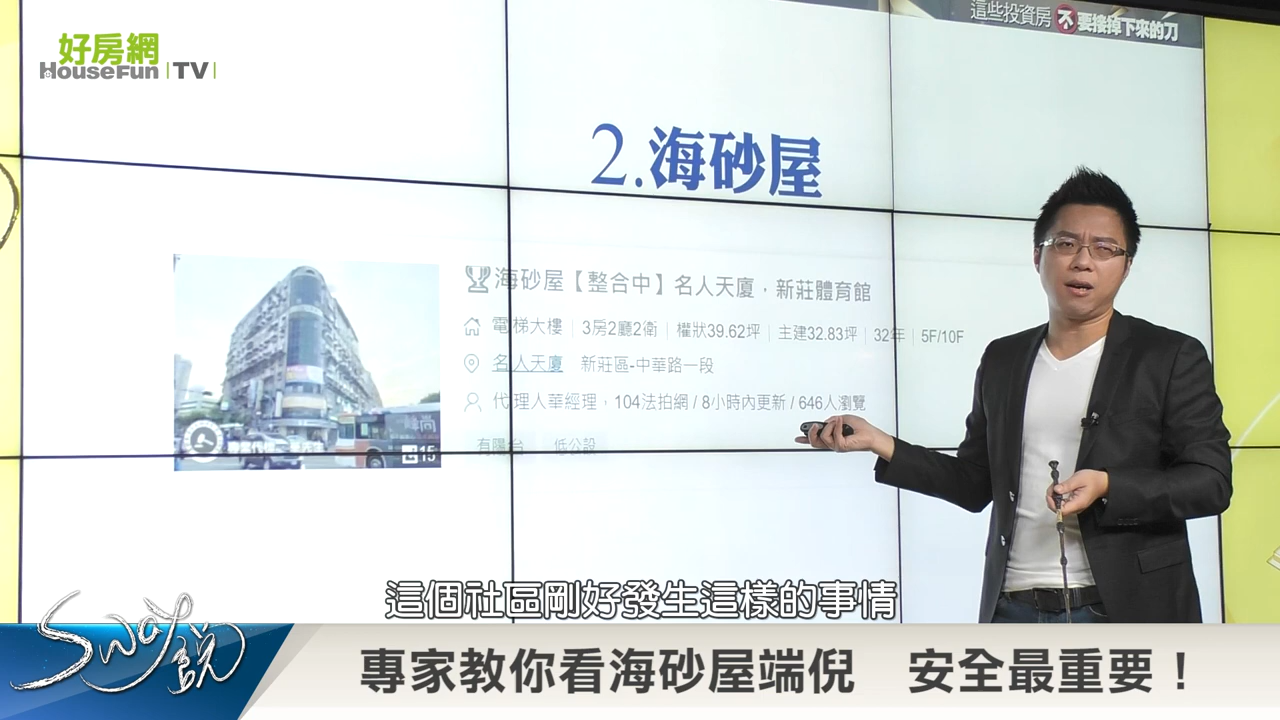 這些投資房不要接掉下來的刀
好房網
HouseFun TV
2.海砂屋
海砂屋【整合中】名人天廈，新莊體育館
電梯大樓 | 3房2廳2衛 | 權狀39.62坪 | 主建32.83坪 | 32年 | 5F/10F
名人天廈 新莊區-中華路一段
代理人華經理，104法拍網 / 8小時內更新 / 646人瀏覽
有陽台 低公設
15
這個社區剛好發生這樣的事情
Sway說
專家教你看海砂屋端倪 安全最重要！